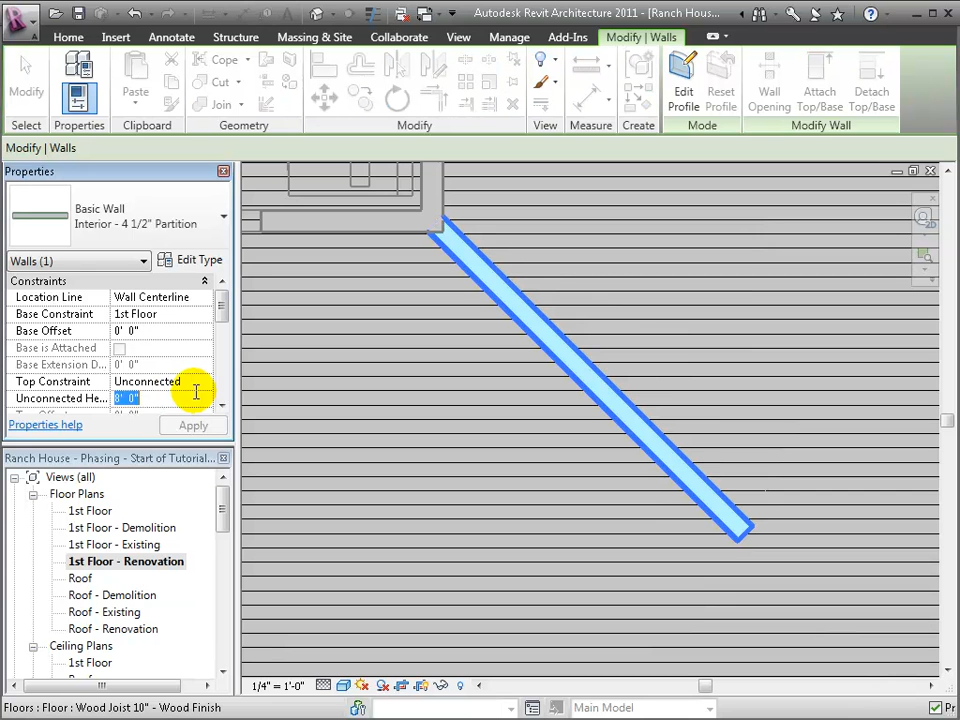 Autodesk Revit Architecture 2011 - [Ranch Hous...
Home Insert Annotate Structure Massing & Site Collaborate View Manage Add-Ins Modify | Walls
Modify
Paste
Cope
Cut
Join
Edit Profile
Reset Profile
Wall Opening
Attach Top/Base
Detach Top/Base
Select Properties Clipboard Geometry Modify View Measure Create Mode Modify Wall
Modify | Walls
Properties
Basic Wall
Interior - 4 1/2" Partition
Walls (1) Edit Type
Constraints
Location Line Wall Centerline
Base Constraint 1st Floor
Base Offset 0' 0"
Base is Attached
Base Extension D... 0' 0"
Top Constraint Unconnected
Unconnected He... 8' 0"
Properties help Apply
Ranch House - Phasing - Start of Tutorial...
Views (all)
Floor Plans
1st Floor
1st Floor - Demolition
1st Floor - Existing
1st Floor - Renovation
Roof
Roof - Demolition
Roof - Existing
Roof - Renovation
Ceiling Plans
1st Floor
2D
1/4" = 1'-0"
Floors : Floor : Wood Joist 10" - Wood Finish
Main Model
Pr